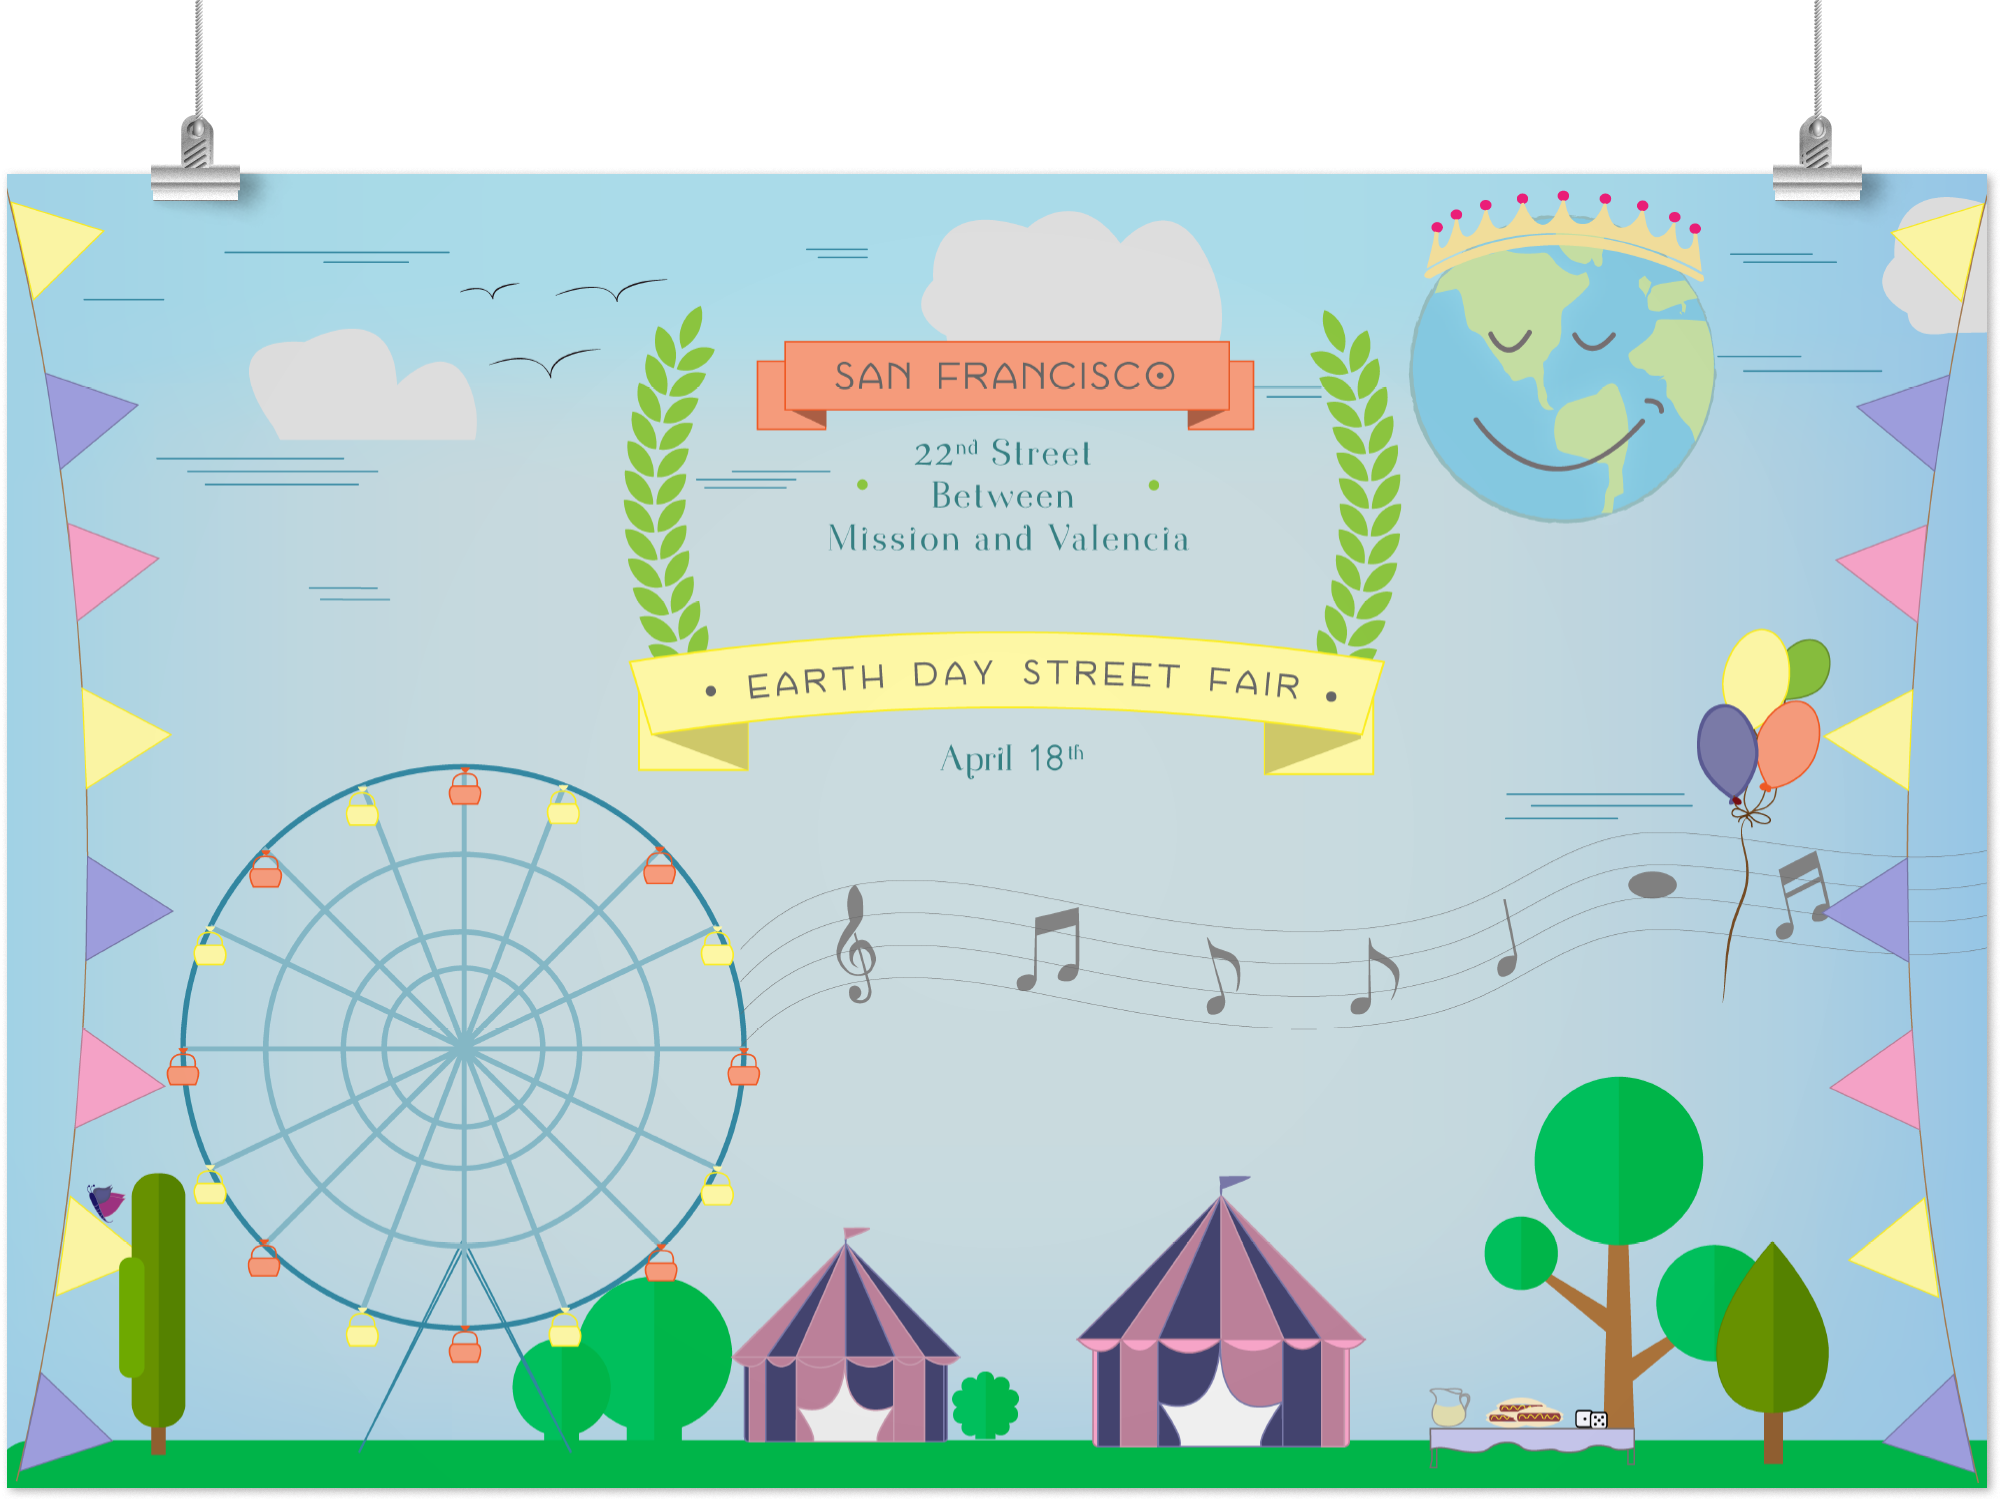 SAN FRANCISCO
22nd Street
Between
Mission and Valencia
• EARTH DAY STREET FAIR •
April 18th